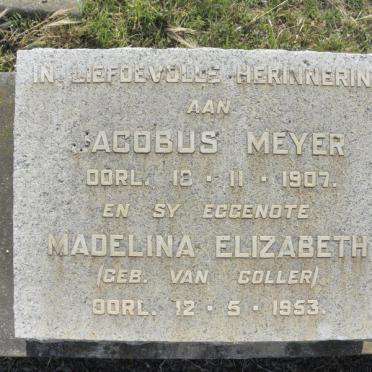 IN LIEFDEVOLLE HERINNERING
AAN
JACOBUS MEYER
OORL. 18 · 11 · 1907.
EN SY EGGENOTE
MADELINA ELIZABETH
(GEB. VAN COLLER)
OORL. 12 · 5 · 1953.